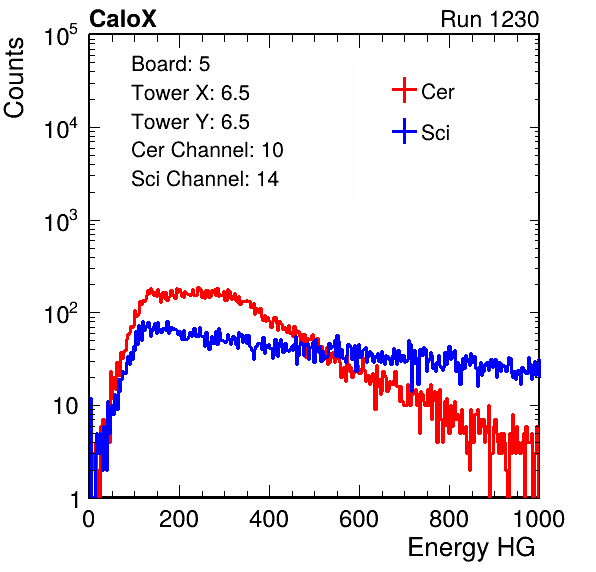 CaloX
Run 1230
Counts
10^5
10^4
10^3
10^2
10
1
Board: 5
Tower X: 6.5
Tower Y: 6.5
Cer Channel: 10
Sci Channel: 14
Cer
Sci
0 200 400 600 800 1000
Energy HG